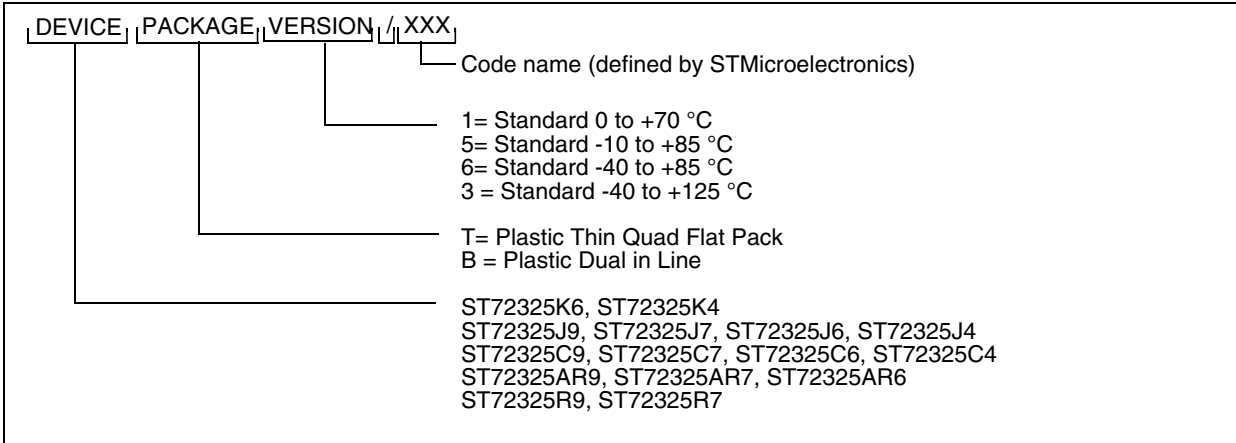 DEVICE PACKAGE VERSION / XXX
Code name (defined by STMicroelectronics)
1= Standard 0 to +70 °C
5= Standard -10 to +85 °C
6= Standard -40 to +85 °C
3 = Standard -40 to +125 °C
T= Plastic Thin Quad Flat Pack
B = Plastic Dual in Line
ST72325K6, ST72325K4
ST72325J9, ST72325J7, ST72325J6, ST72325J4
ST72325C9, ST72325C7, ST72325C6, ST72325C4
ST72325AR9, ST72325AR7, ST72325AR6
ST72325R9, ST72325R7